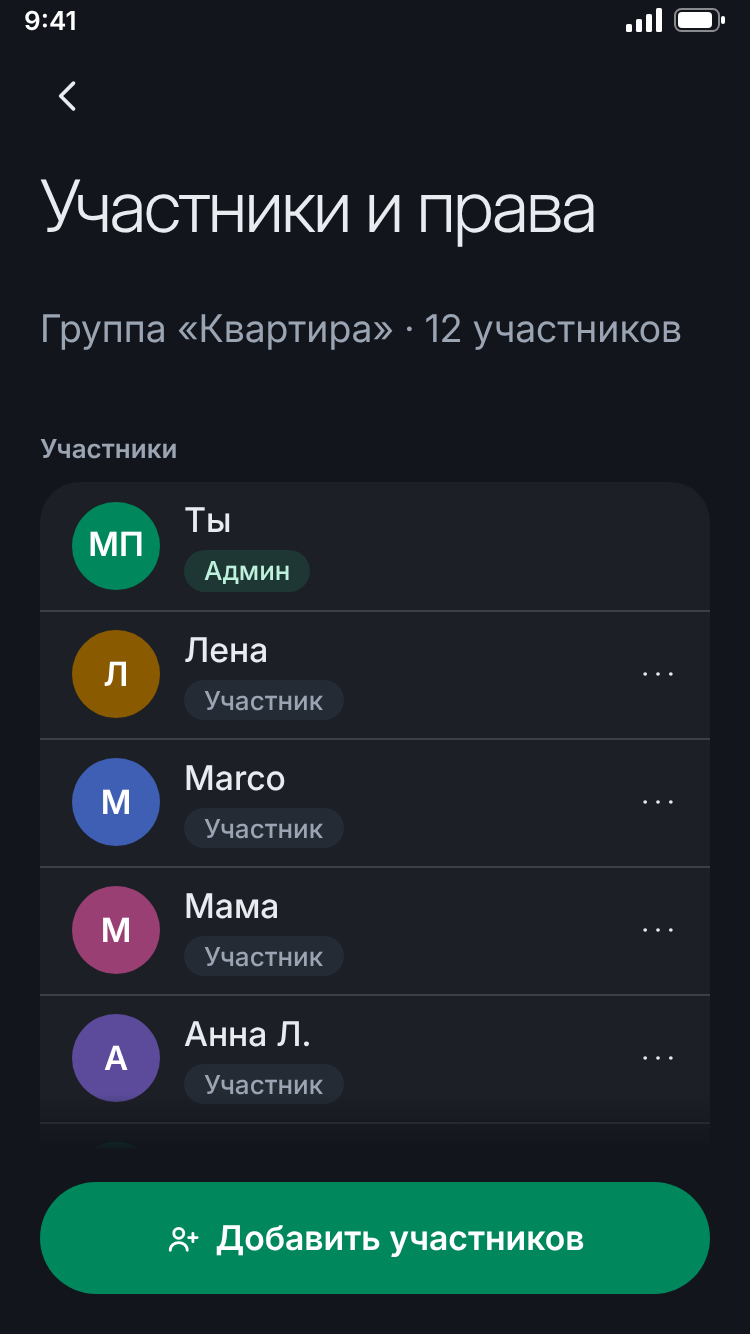 9:41
Участники и права
Группа «Квартира» · 12 участников
Участники
МП
Ты
Админ
Л
Лена
Участник
...
M
Marco
Участник
...
М
Мама
Участник
...
А
Анна Л.
Участник
...
Добавить участников